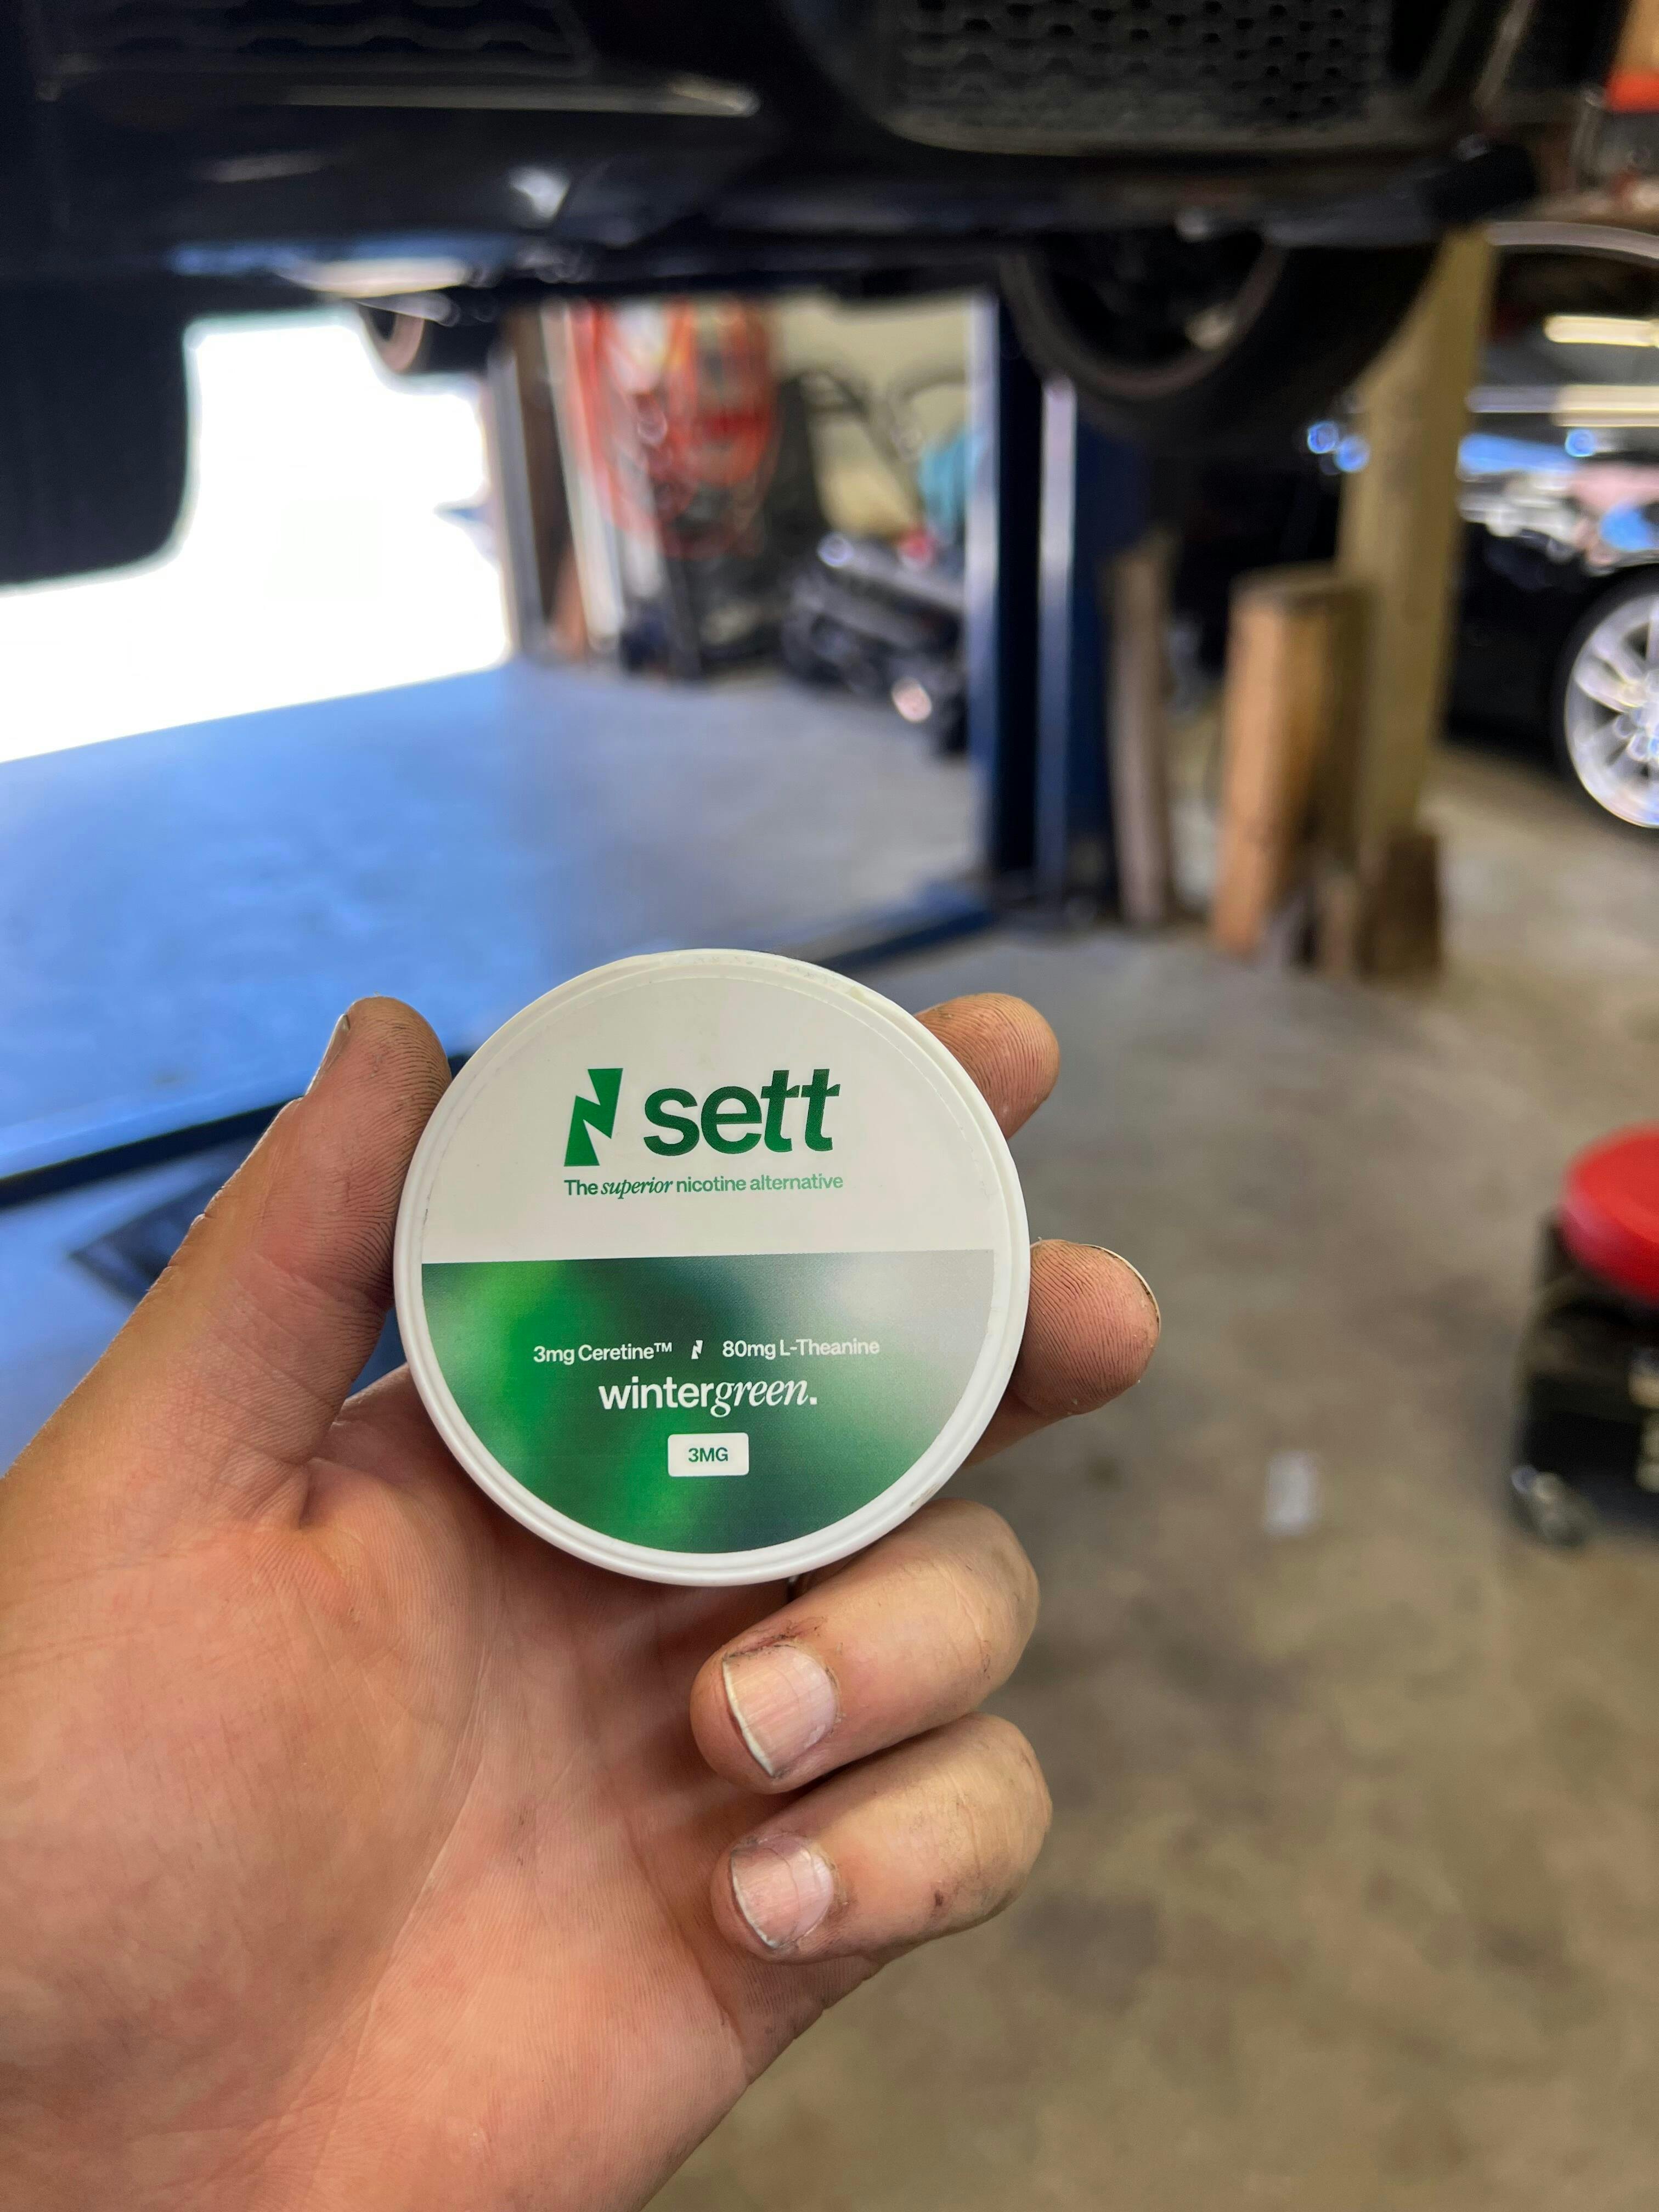 sett
The superior nicotine alternative
3mg Ceretine™ 80mg L-Theanine
wintergreen.
3MG